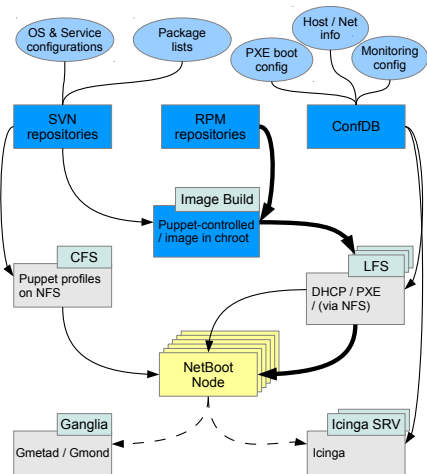 OS & Service
configurations
Package
lists
PXE boot
config
Host / Net
info
Monitoring
config
SVN
repositories
RPM
repositories
ConfDB
Image Build
Puppet-controlled
/ image in chroot
CFS
Puppet profiles
on NFS
LFS
DHCP / PXE
/ (via NFS)
NetBoot
Node
Ganglia
Gmetad / Gmond
Icinga SRV
Icinga